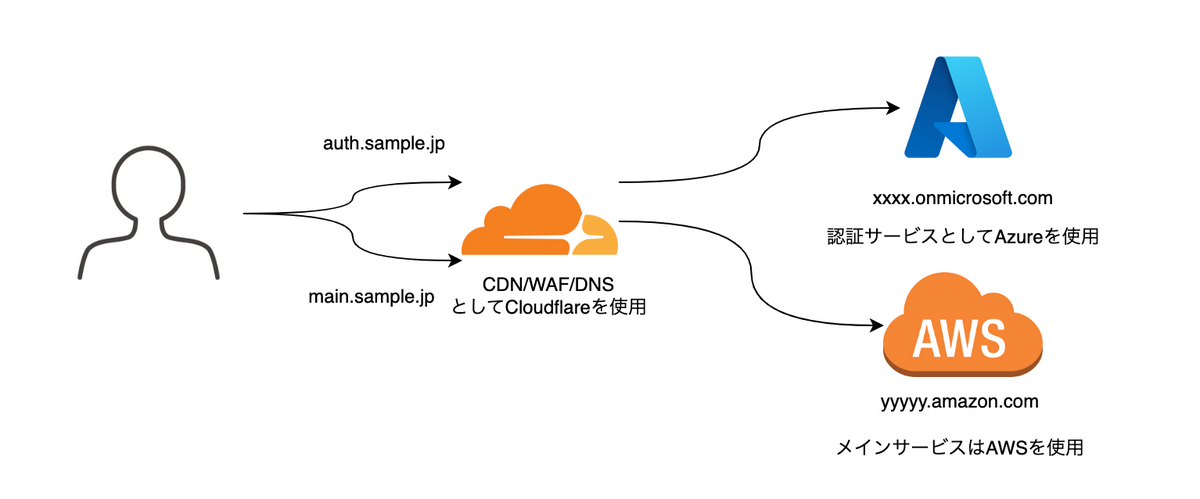 auth.sample.jp
main.sample.jp
CDN/WAF/DNS
としてCloudflareを使用
xxxx.onmicrosoft.com
認証サービスとしてAzureを使用
AWS
yyyyy.amazon.com
メインサービスはAWSを使用